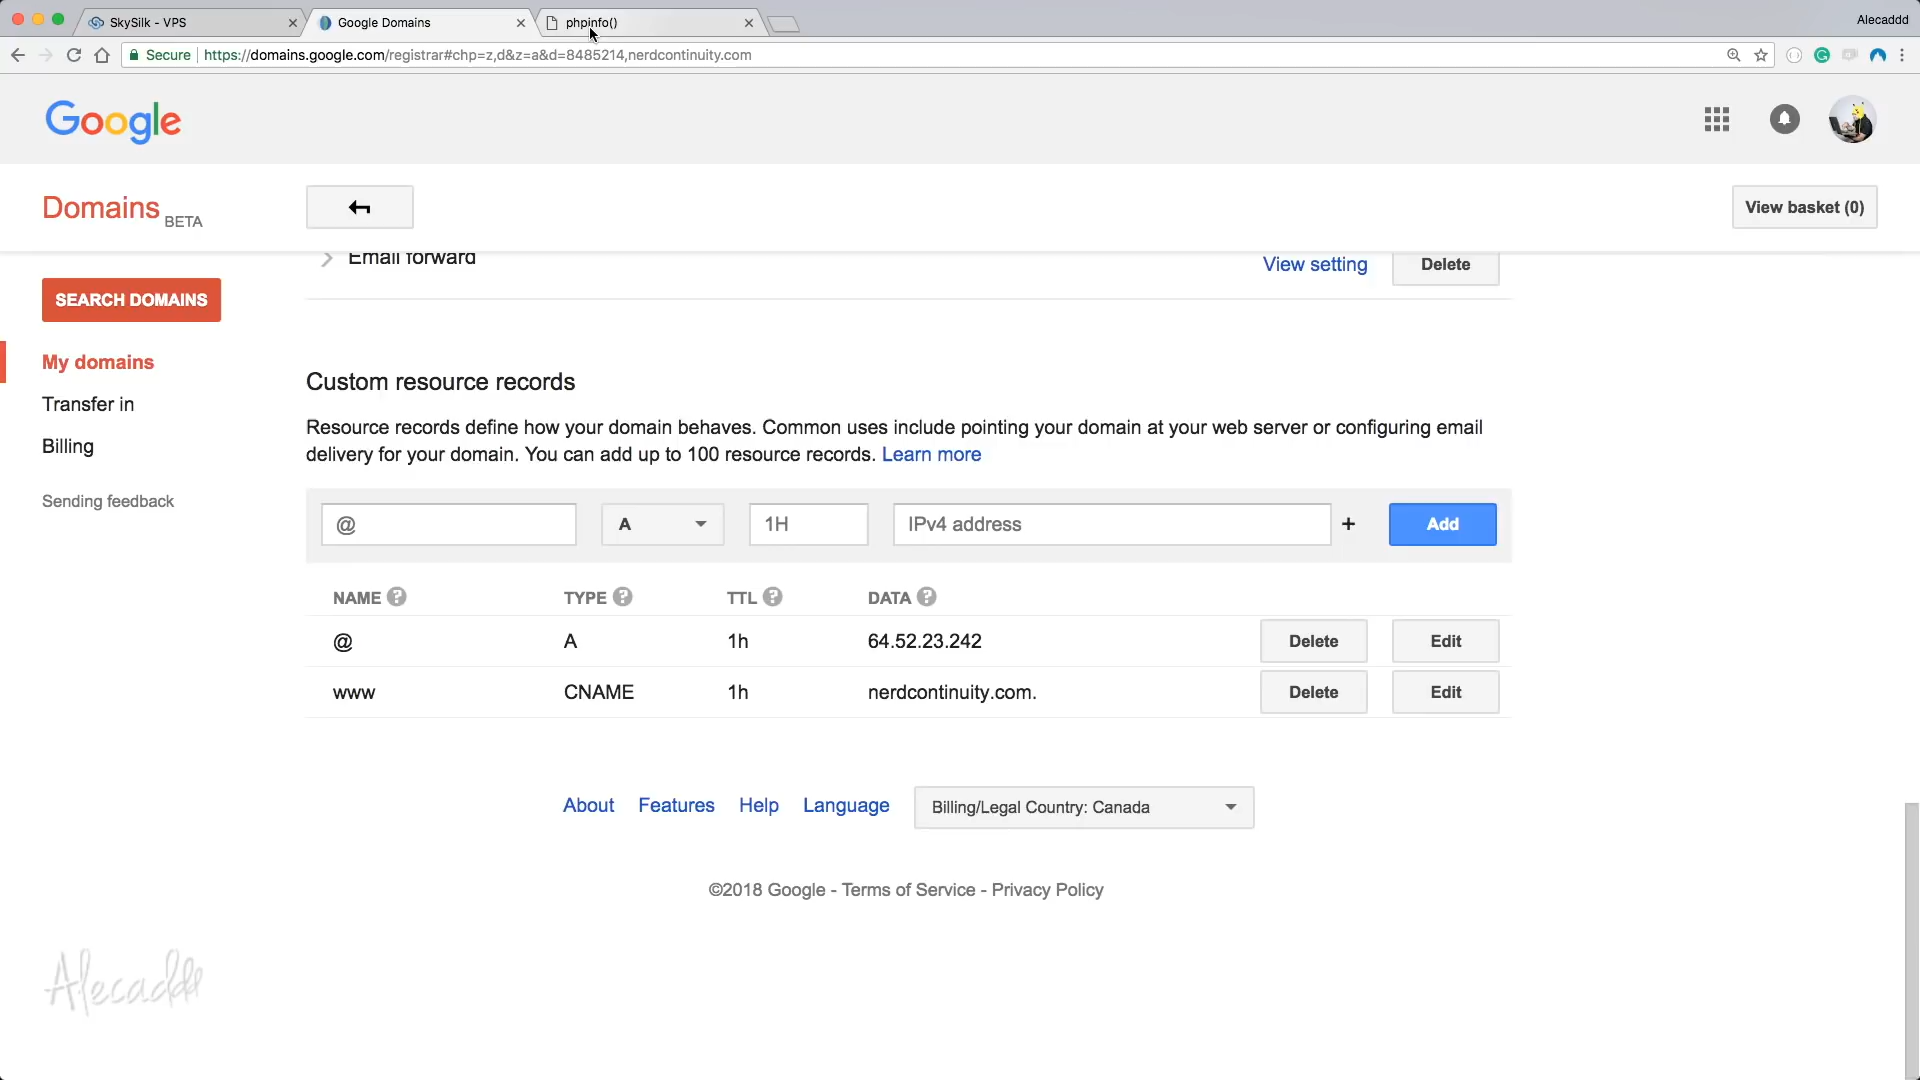 SkySilk - VPS
Google Domains
phpinfo()
Alecaddd
Secure
https://domains.google.com/registrar#chp=z,d&z=a&d=8485214,nerdcontinuity.com
Google
Domains BETA
View basket (0)
Email forward
View setting
Delete
SEARCH DOMAINS
My domains
Transfer in
Billing
Sending feedback
Custom resource records
Resource records define how your domain behaves. Common uses include pointing your domain at your web server or configuring email
delivery for your domain. You can add up to 100 resource records. Learn more
@ A 1H IPv4 address + Add
NAME ? TYPE ? TTL ? DATA ?
@ A 1h 64.52.23.242 Delete Edit
www CNAME 1h nerdcontinuity.com. Delete Edit
About Features Help Language Billing/Legal Country: Canada
©2018 Google - Terms of Service - Privacy Policy
Alecaddd